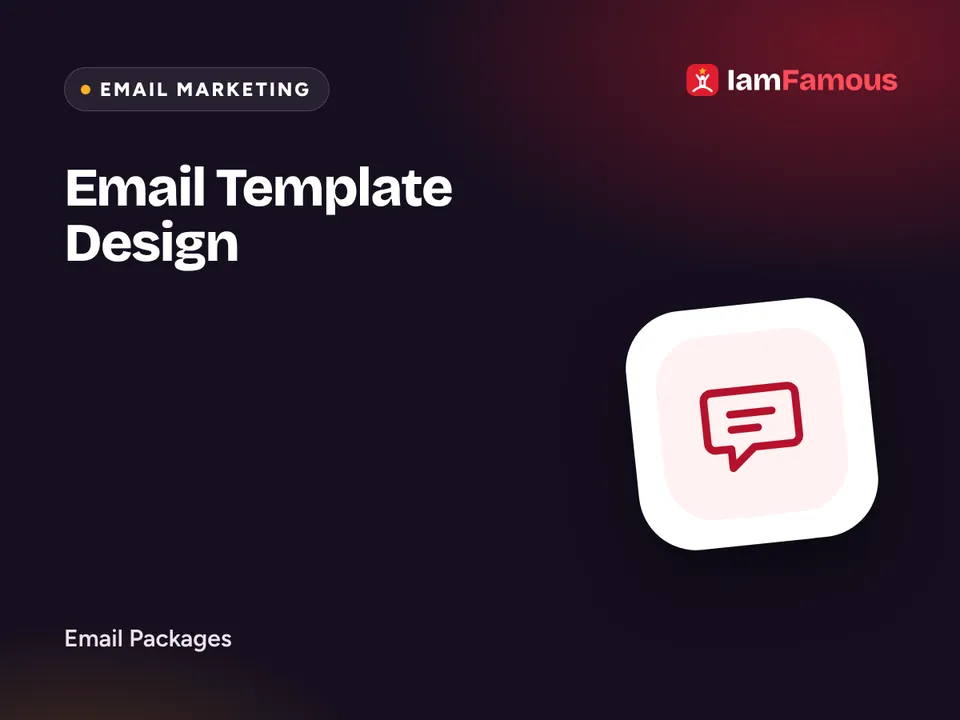 EMAIL MARKETING
IamFamous
Email Template
Design
Email Packages